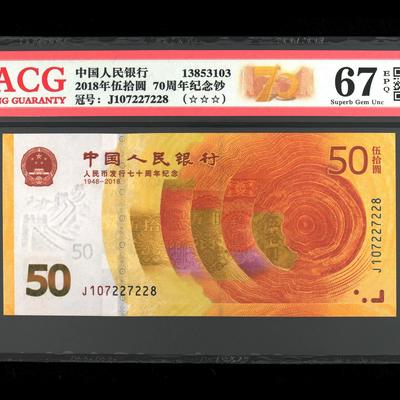 ACG
NG GUARANTY
中国人民银行 13853103
2018年伍拾圆 70周年纪念钞
冠号：J107227228 (☆☆☆)
70
67 EPQ
Superb Gem Unc
中国人民银行
人民币发行七十周年纪念
1948-2018
50 伍拾圆
J107227228
50
50 J107227228